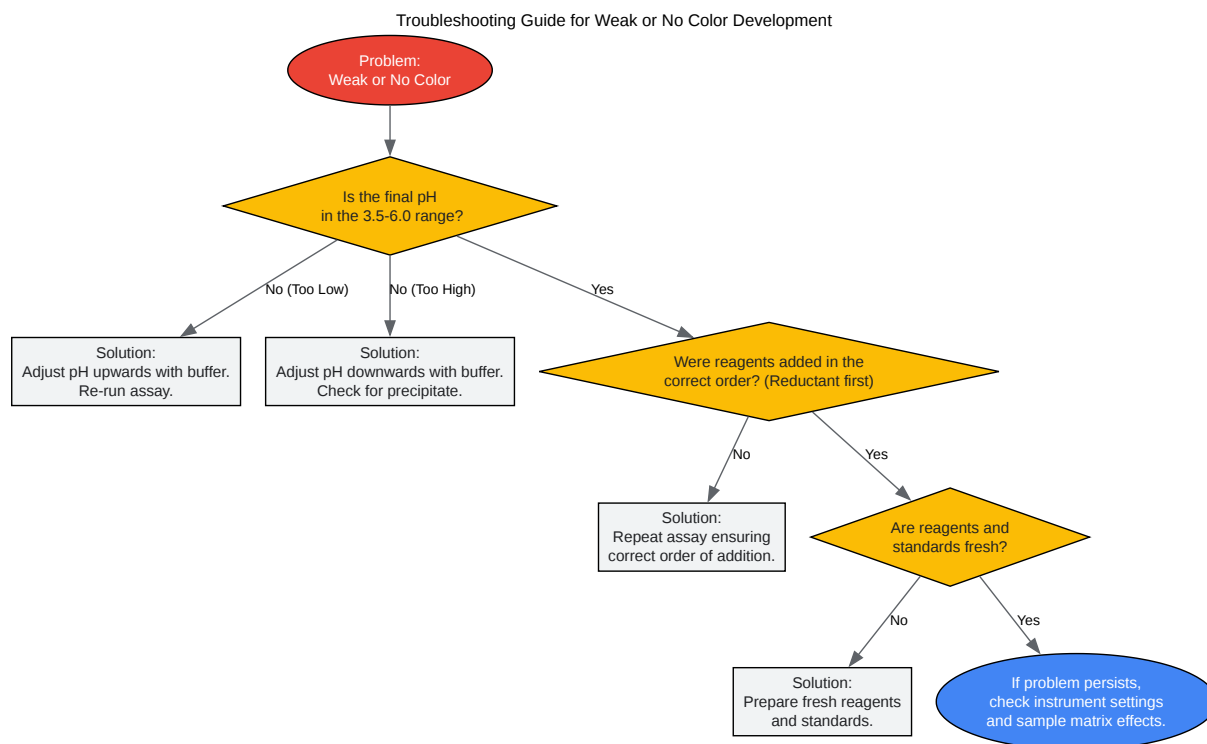 Troubleshooting Guide for Weak or No Color Development
Problem:
Weak or No Color
Is the final pH
in the 3.5-6.0 range?
No (Too Low)
No (Too High)
Yes
Solution:
Adjust pH upwards with buffer.
Re-run assay.
Solution:
Adjust pH downwards with buffer.
Check for precipitate.
Were reagents added in the
correct order? (Reductant first)
No
Yes
Solution:
Repeat assay ensuring
correct order of addition.
Are reagents and
standards fresh?
No
Yes
Solution:
Prepare fresh reagents
and standards.
If problem persists,
check instrument settings
and sample matrix effects.